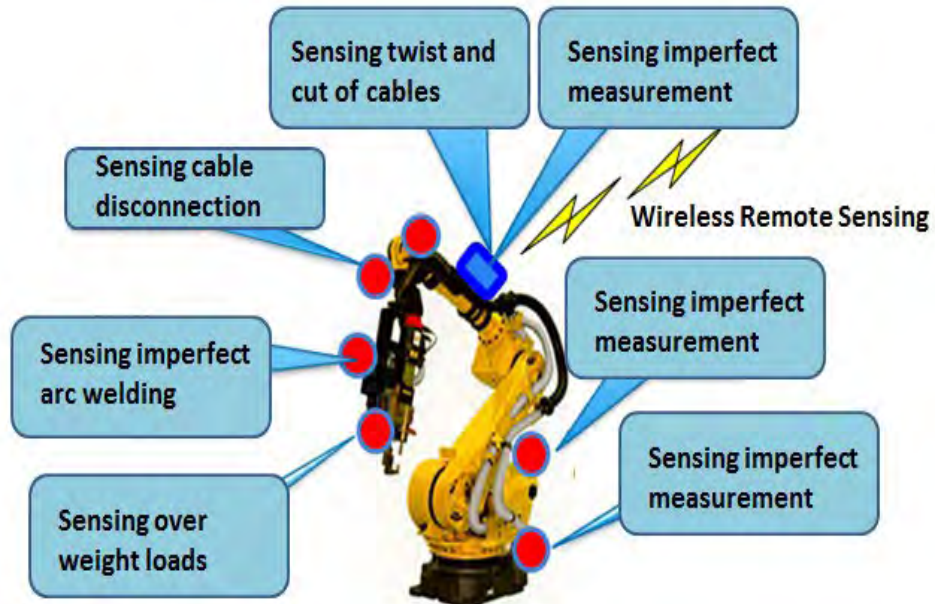 Sensing twist and
cut of cables
Sensing imperfect
measurement
Sensing cable
disconnection
Wireless Remote Sensing
Sensing imperfect
measurement
Sensing imperfect
arc welding
Sensing imperfect
measurement
Sensing over
weight loads